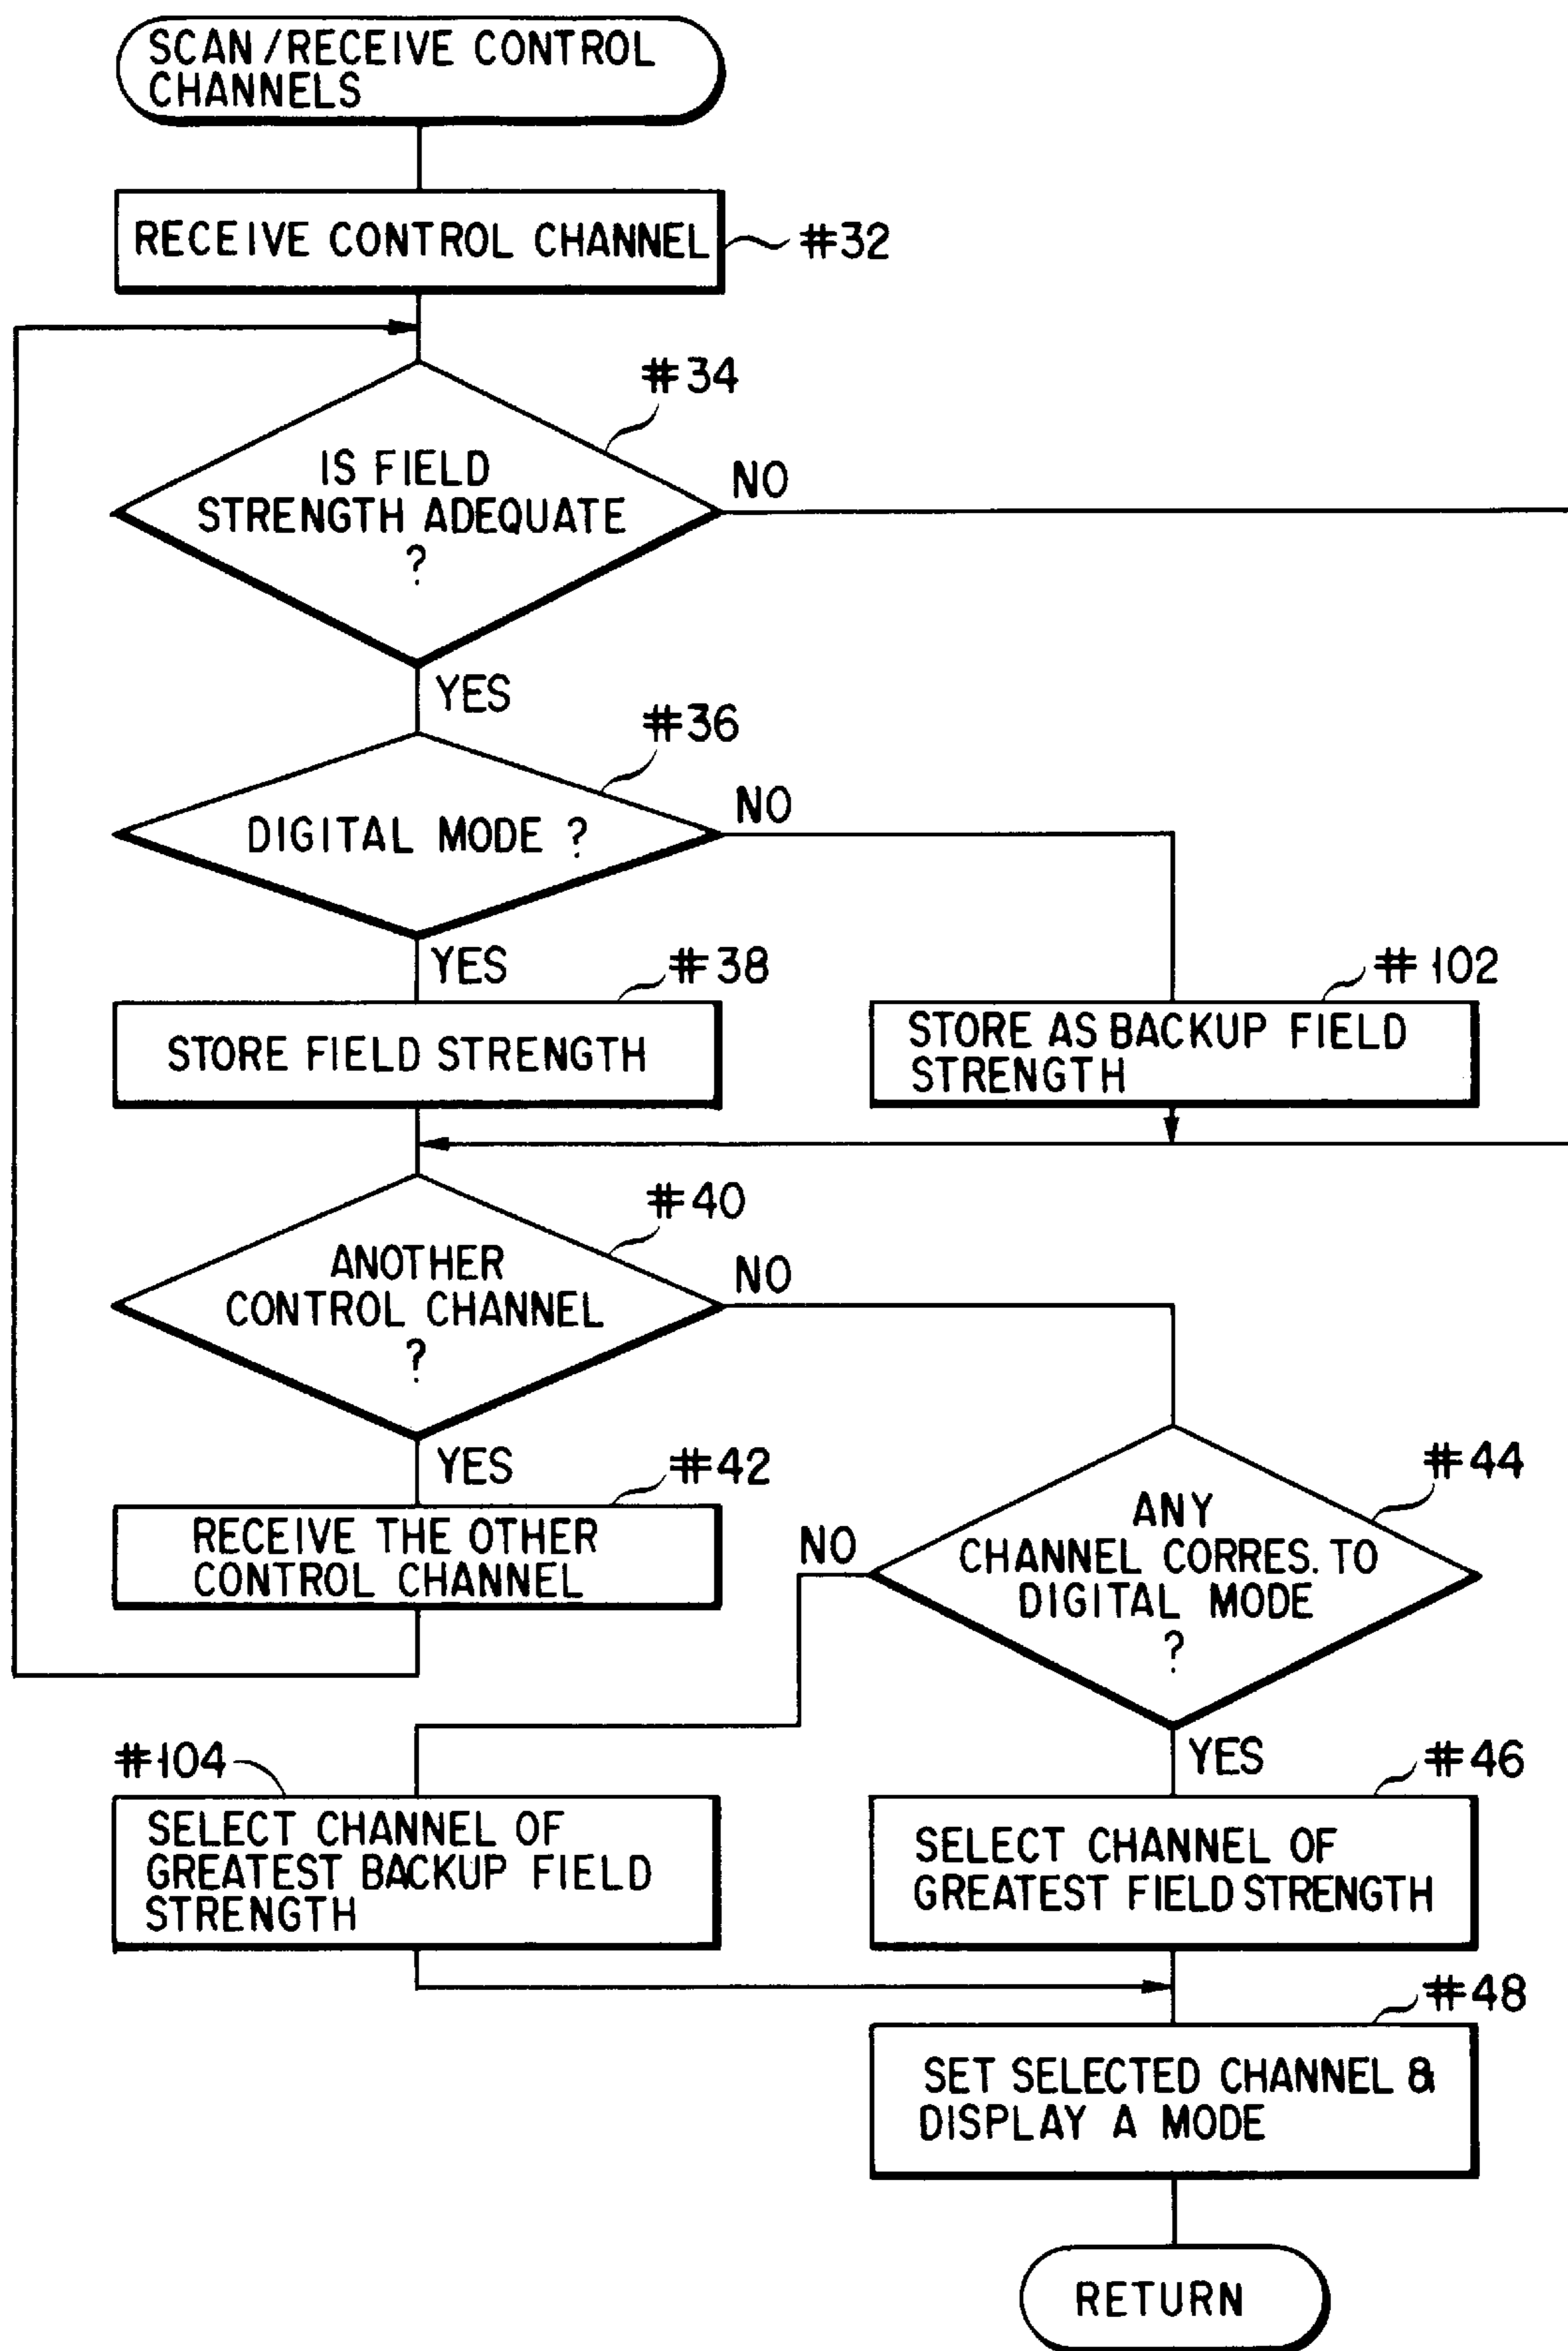 SCAN/RECEIVE CONTROL
CHANNELS
RECEIVE CONTROL CHANNEL
#32
#34
IS FIELD
STRENGTH ADEQUATE
?
NO
YES
#36
DIGITAL MODE ?
NO
YES
#38
STORE FIELD STRENGTH
#102
STORE AS BACKUP FIELD
STRENGTH
#40
ANOTHER
CONTROL CHANNEL
?
NO
YES
#42
RECEIVE THE OTHER
CONTROL CHANNEL
#44
ANY
CHANNEL CORRES. TO
DIGITAL MODE
?
NO
YES
#104
SELECT CHANNEL OF
GREATEST BACKUP FIELD
STRENGTH
#46
SELECT CHANNEL OF
GREATEST FIELD STRENGTH
#48
SET SELECTED CHANNEL &
DISPLAY A MODE
RETURN